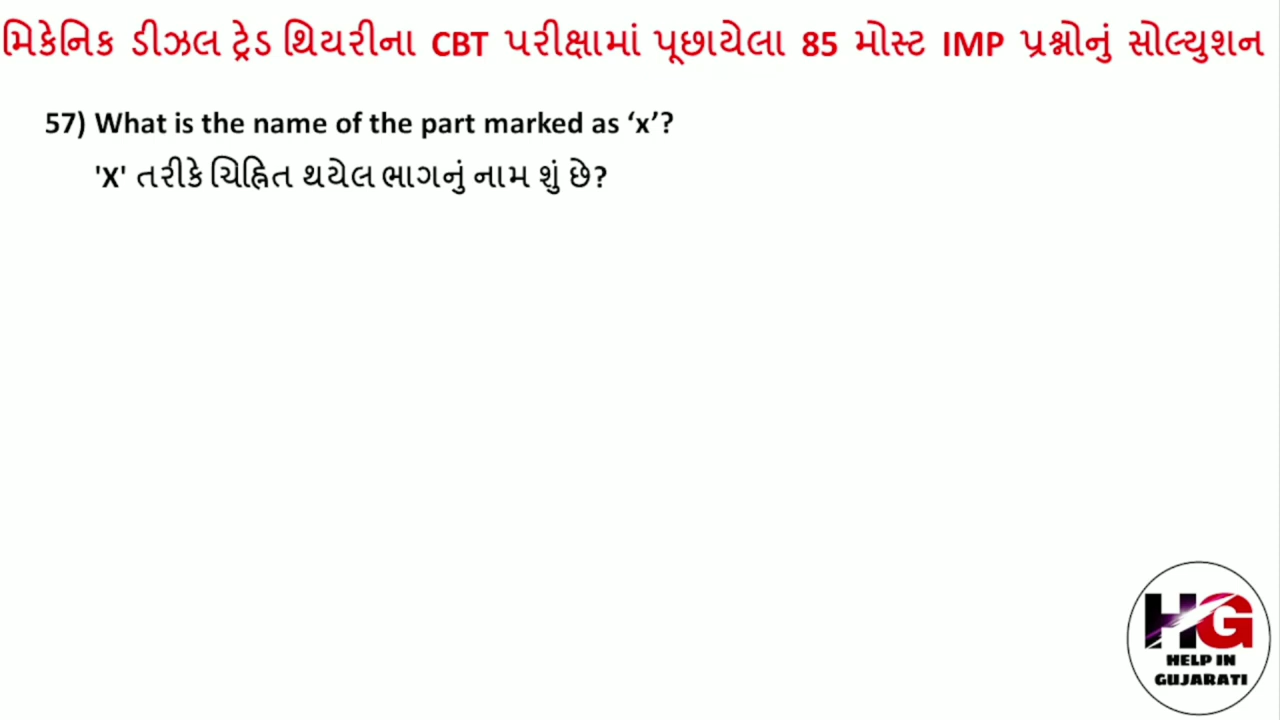 મિકેનિક ડીઝલ ટ્રેડ થિયરીના CBT પરીક્ષામાં પૂછાયેલા 85 મોસ્ટ IMP પ્રશ્નોનું સોલ્યુશન
57) What is the name of the part marked as ‘x’?
'X' તરીકે ચિહ્નિત થયેલ ભાગનું નામ શું છે?
HG
HELP IN
GUJARATI